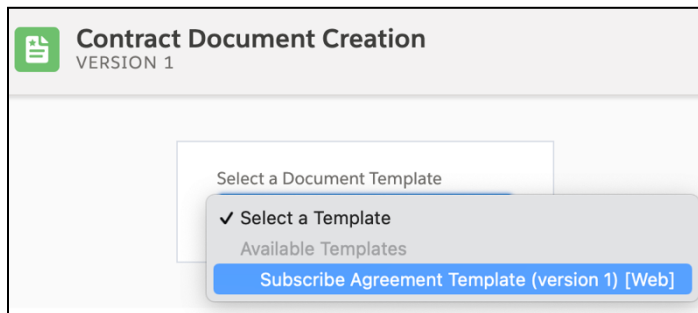 Contract Document Creation
VERSION 1
Select a Document Template
✓ Select a Template
Available Templates
Subscribe Agreement Template (version 1) [Web]